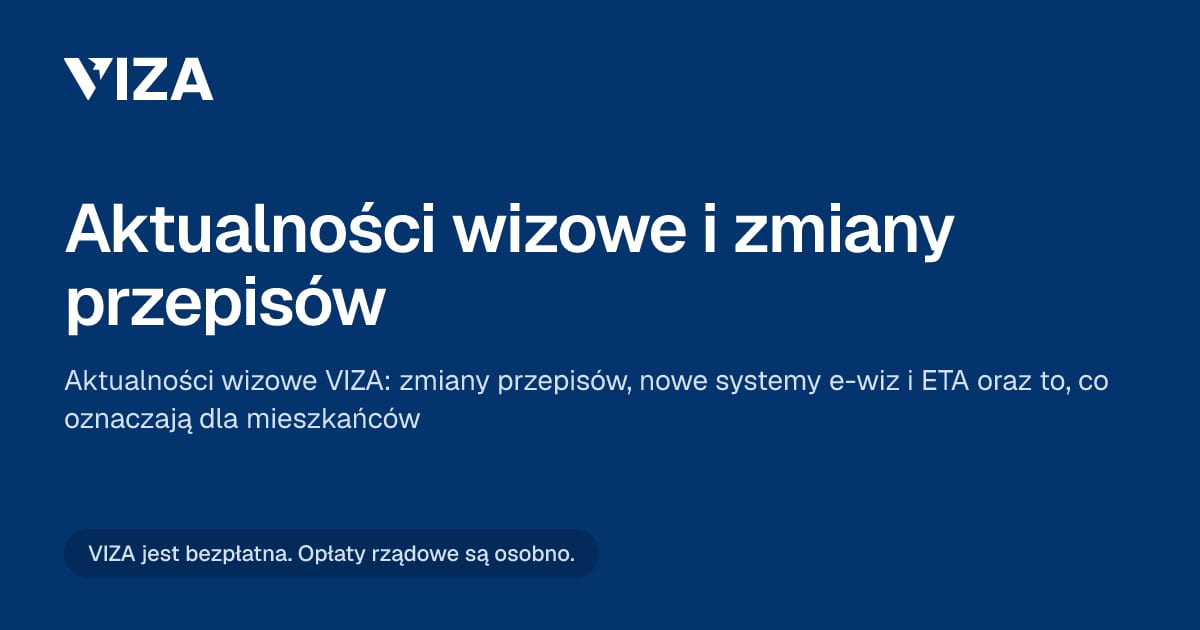 VIZA
Aktualności wizowe i zmiany
przepisów
Aktualności wizowe VIZA: zmiany przepisów, nowe systemy e-wiz i ETA oraz to, co
oznaczają dla mieszkańców
VIZA jest bezpłatna. Opłaty rządowe są osobno.